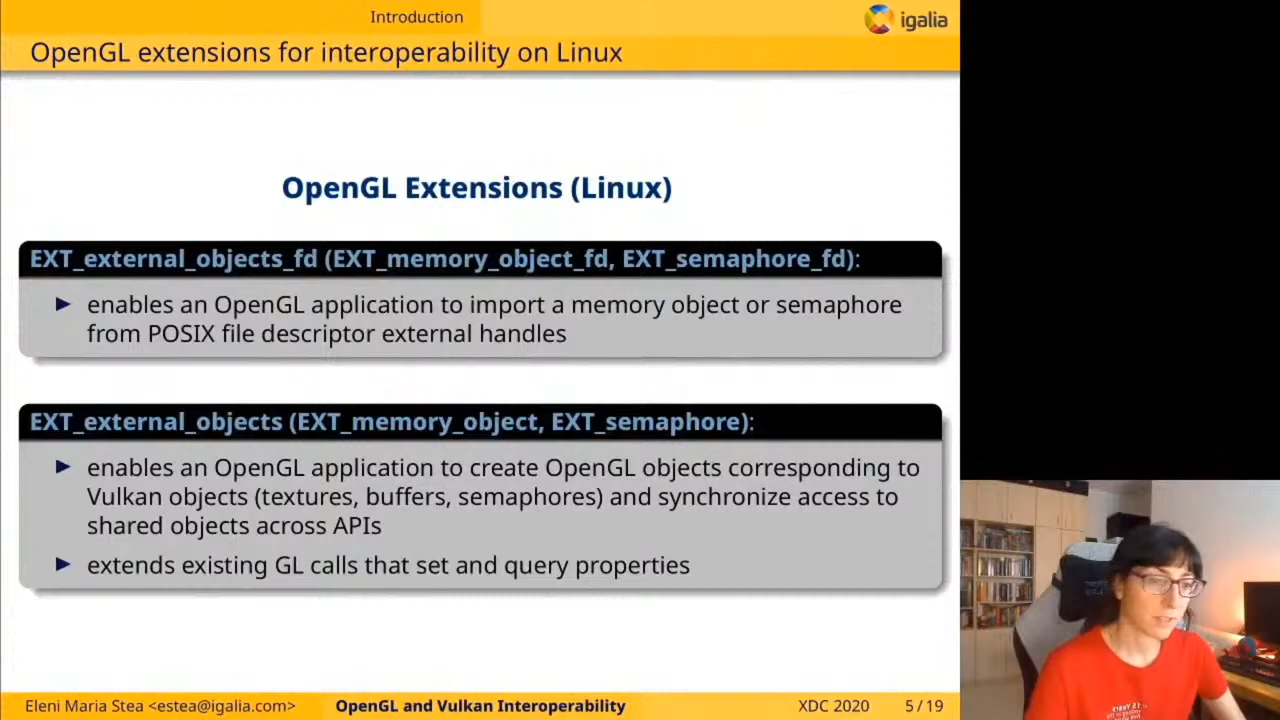 Introduction
igalia
OpenGL extensions for interoperability on Linux
OpenGL Extensions (Linux)
EXT_external_objects_fd (EXT_memory_object_fd, EXT_semaphore_fd):
enables an OpenGL application to import a memory object or semaphore
from POSIX file descriptor external handles
EXT_external_objects (EXT_memory_object, EXT_semaphore):
enables an OpenGL application to create OpenGL objects corresponding to
Vulkan objects (textures, buffers, semaphores) and synchronize access to
shared objects across APIs
extends existing GL calls that set and query properties
Eleni Maria Stea <estea@igalia.com>
OpenGL and Vulkan Interoperability
XDC 2020
5 / 19